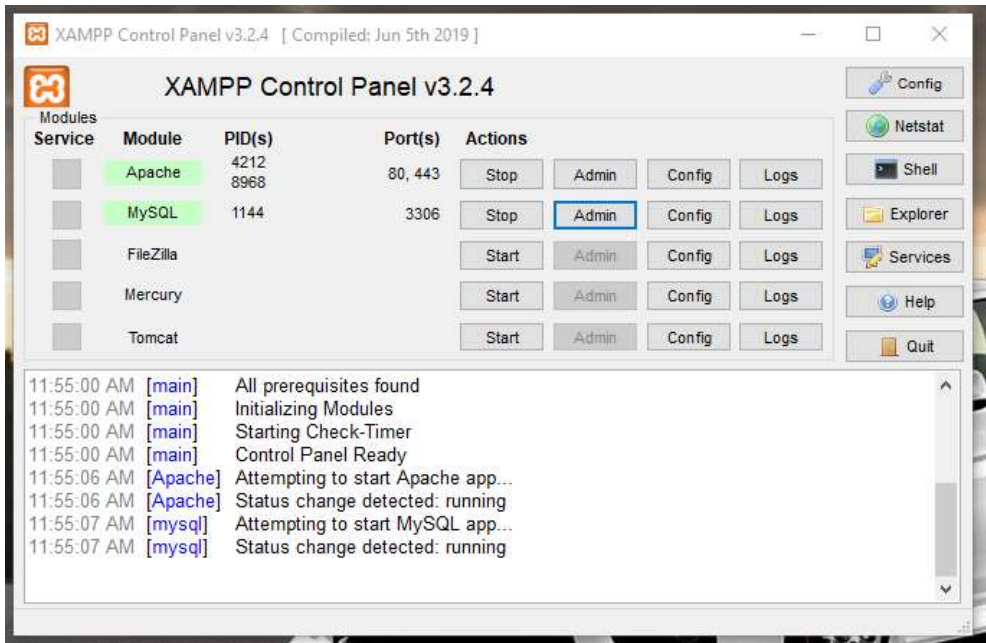 XAMPP Control Panel v3.2.4 [ Compiled: Jun 5th 2019 ]
XAMPP Control Panel v3.2.4
Config
Modules
Service Module PID(s) Port(s) Actions
Netstat
Apache 4212 8968 80, 443 Stop Admin Config Logs
Shell
MySQL 1144 3306 Stop Admin Config Logs
Explorer
FileZilla Start Admin Config Logs
Services
Mercury Start Admin Config Logs
Help
Tomcat Start Admin Config Logs
Quit
11:55:00 AM [main] All prerequisites found
11:55:00 AM [main] Initializing Modules
11:55:00 AM [main] Starting Check-Timer
11:55:00 AM [main] Control Panel Ready
11:55:06 AM [Apache] Attempting to start Apache app...
11:55:06 AM [Apache] Status change detected: running
11:55:07 AM [mysql] Attempting to start MySQL app...
11:55:07 AM [mysql] Status change detected: running